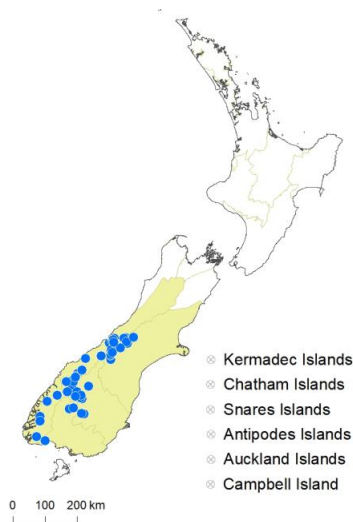 Kermadec Islands
Chatham Islands
Snares Islands
Antipodes Islands
Auckland Islands
Campbell Island
0 100 200 km